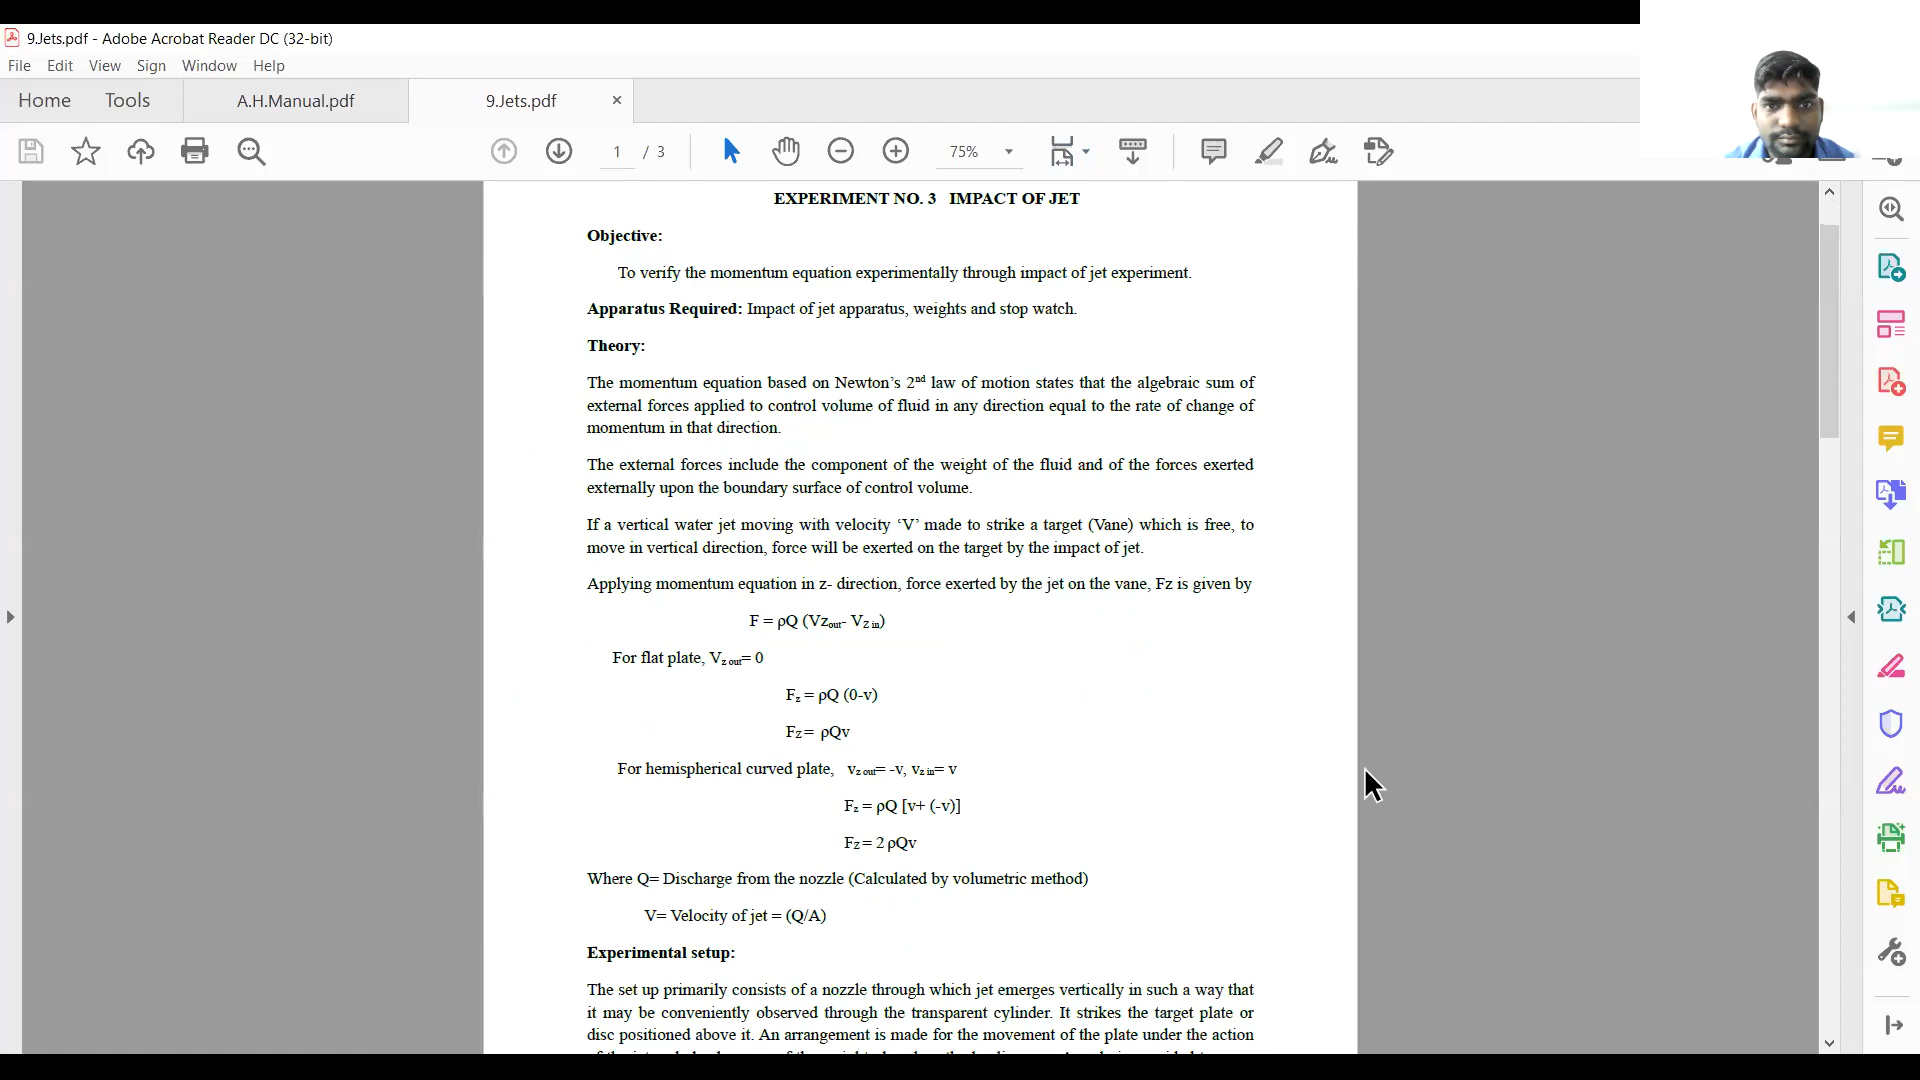 9.Jets.pdf - Adobe Acrobat Reader DC (32-bit)
File Edit View Sign Window Help
Home Tools A.H.Manual.pdf 9.Jets.pdf ×
1 / 3 75%
EXPERIMENT NO. 3 IMPACT OF JET
Objective:
To verify the momentum equation experimentally through impact of jet experiment.
Apparatus Required: Impact of jet apparatus, weights and stop watch.
Theory:
The momentum equation based on Newton’s 2nd law of motion states that the algebraic sum of
external forces applied to control volume of fluid in any direction equal to the rate of change of
momentum in that direction.
The external forces include the component of the weight of the fluid and of the forces exerted
externally upon the boundary surface of control volume.
If a vertical water jet moving with velocity ‘V’ made to strike a target (Vane) which is free, to
move in vertical direction, force will be exerted on the target by the impact of jet.
Applying momentum equation in z- direction, force exerted by the jet on the vane, Fz is given by
F = ρQ (Vzout- VZ in)
For flat plate, Vz out= 0
Fz = ρQ (0-v)
Fz= ρQv
For hemispherical curved plate, vz out= -v, vz in= v
Fz = ρQ [v+ (-v)]
Fz= 2 ρQv
Where Q= Discharge from the nozzle (Calculated by volumetric method)
V= Velocity of jet = (Q/A)
Experimental setup:
The set up primarily consists of a nozzle through which jet emerges vertically in such a way that
it may be conveniently observed through the transparent cylinder. It strikes the target plate or
disc positioned above it. An arrangement is made for the movement of the plate under the action